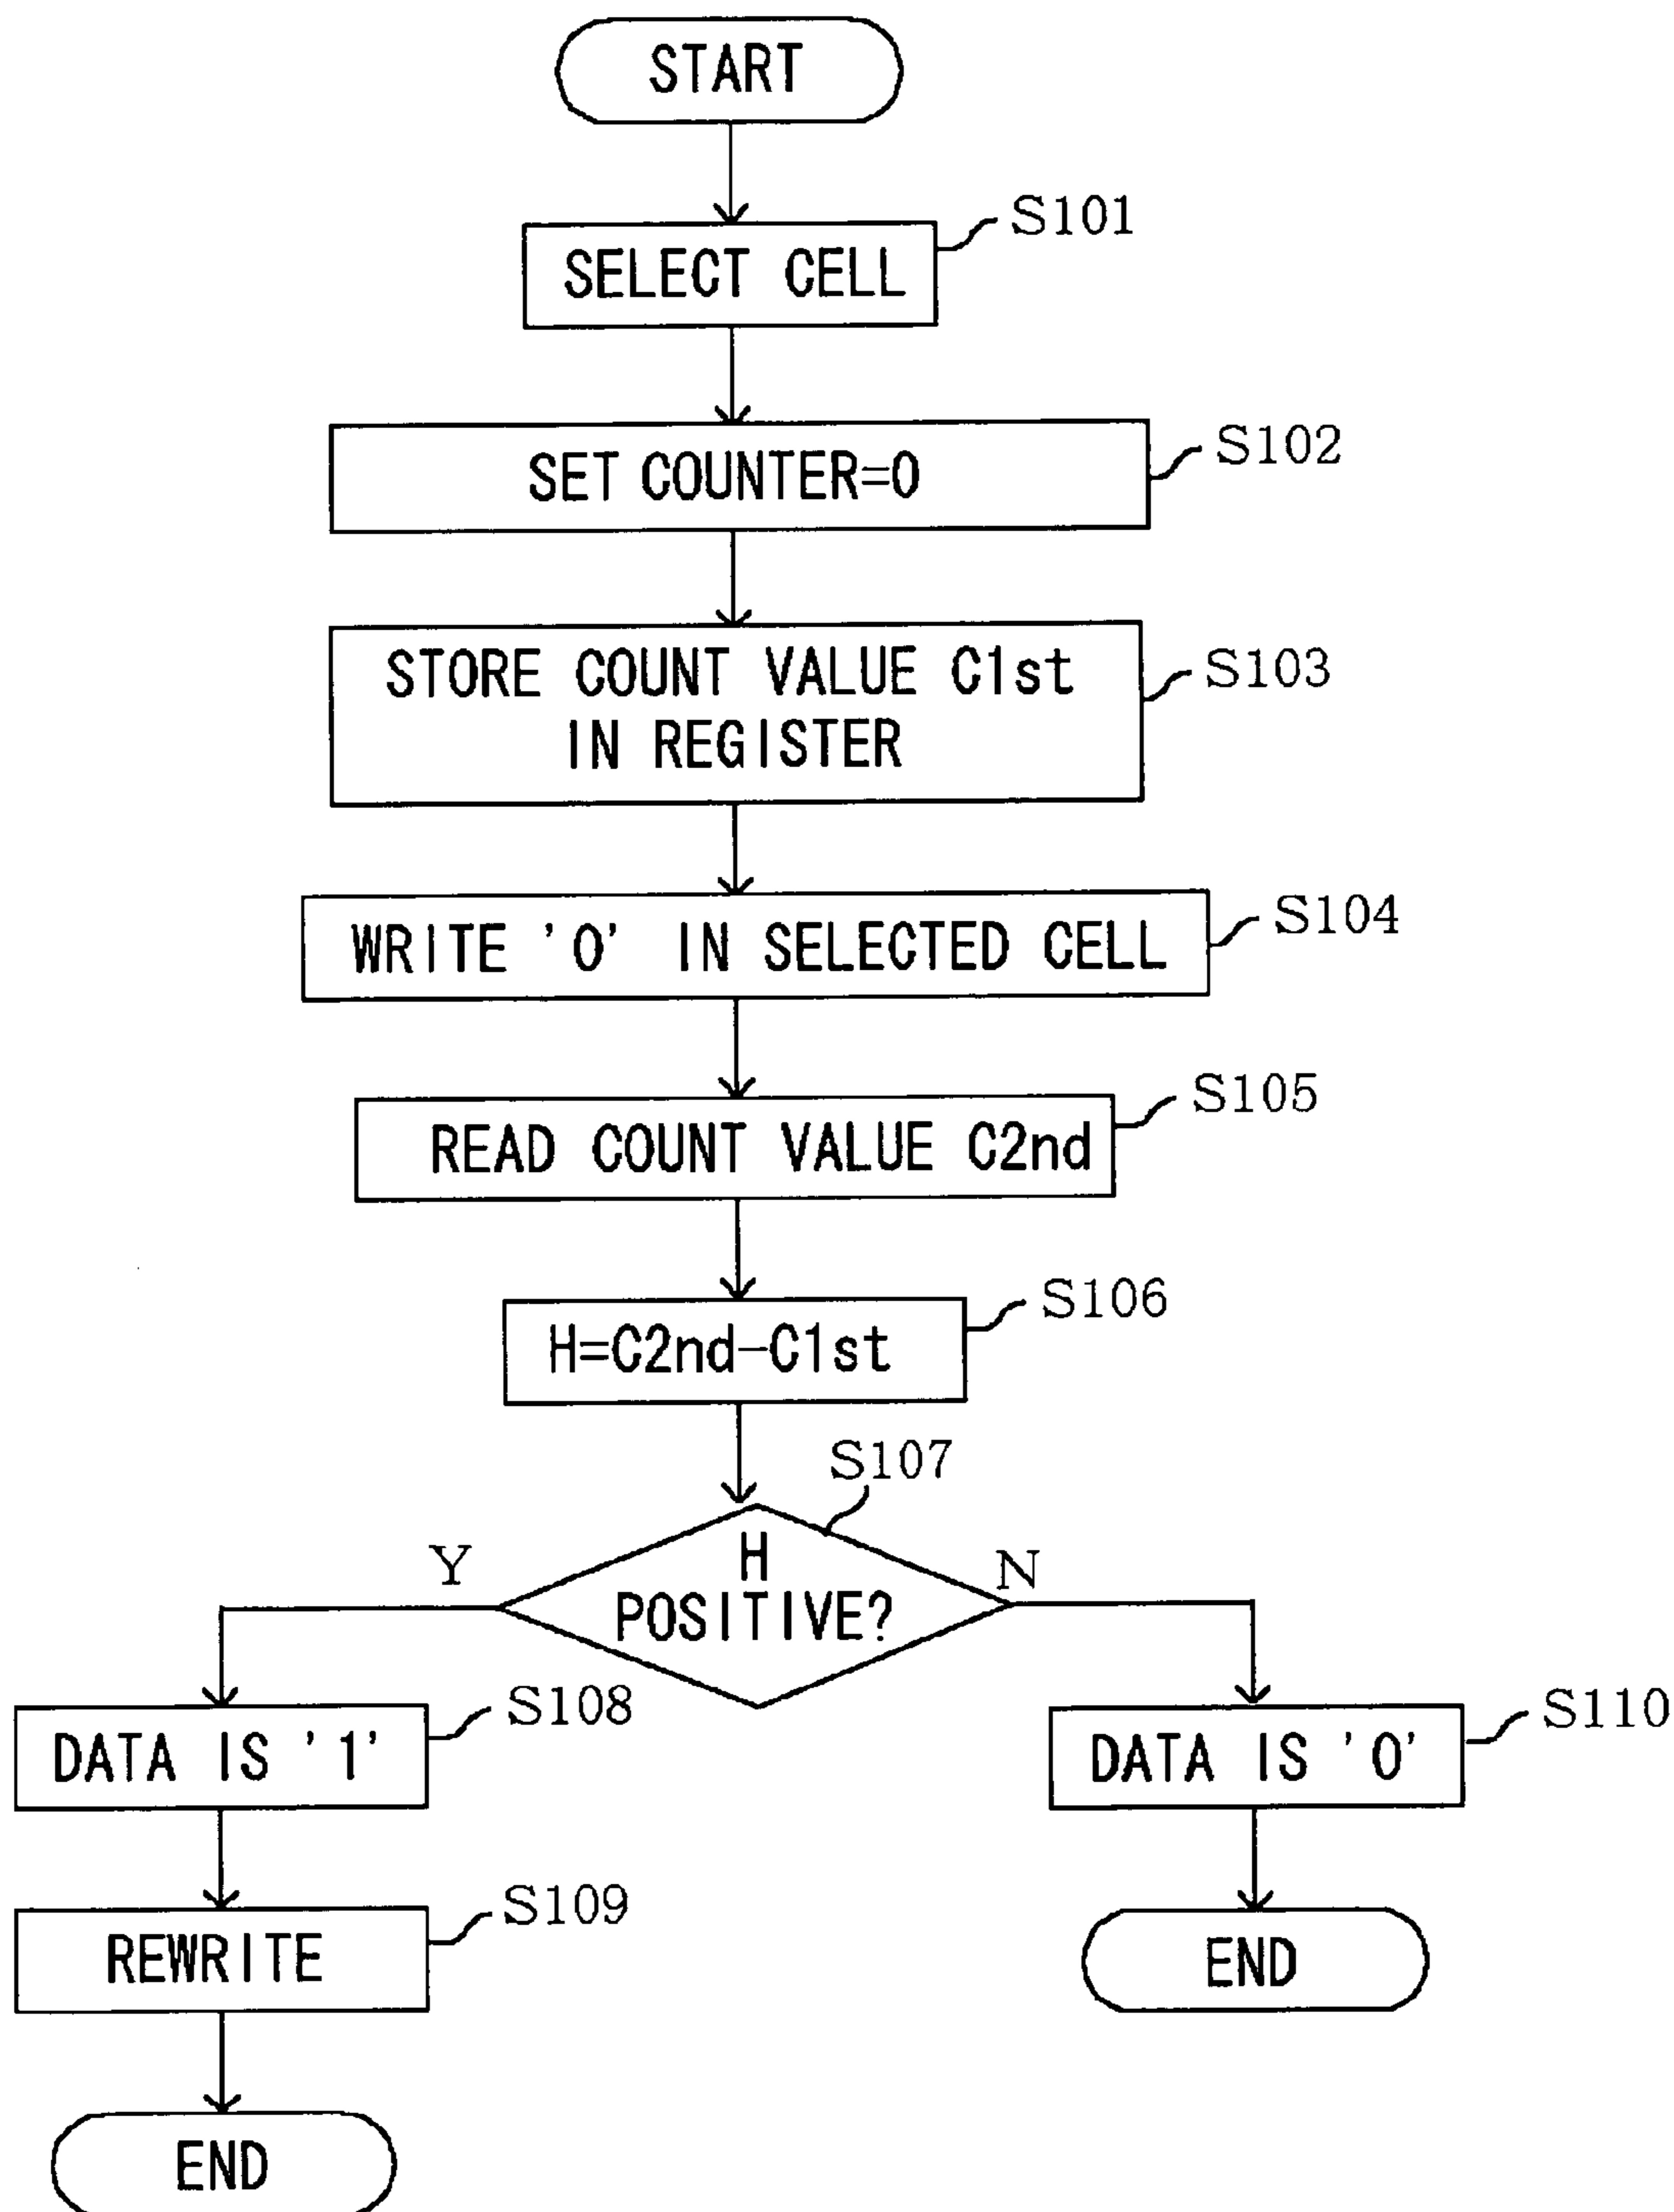 START
S101
SELECT CELL
S102
SET COUNTER=0
S103
STORE COUNT VALUE C1st
IN REGISTER
S104
WRITE '0' IN SELECTED CELL
S105
READ COUNT VALUE C2nd
S106
H=C2nd-C1st
S107
Y
H
N
POSITIVE?
S108
DATA IS '1'
S110
DATA IS '0'
S109
REWRITE
END
END